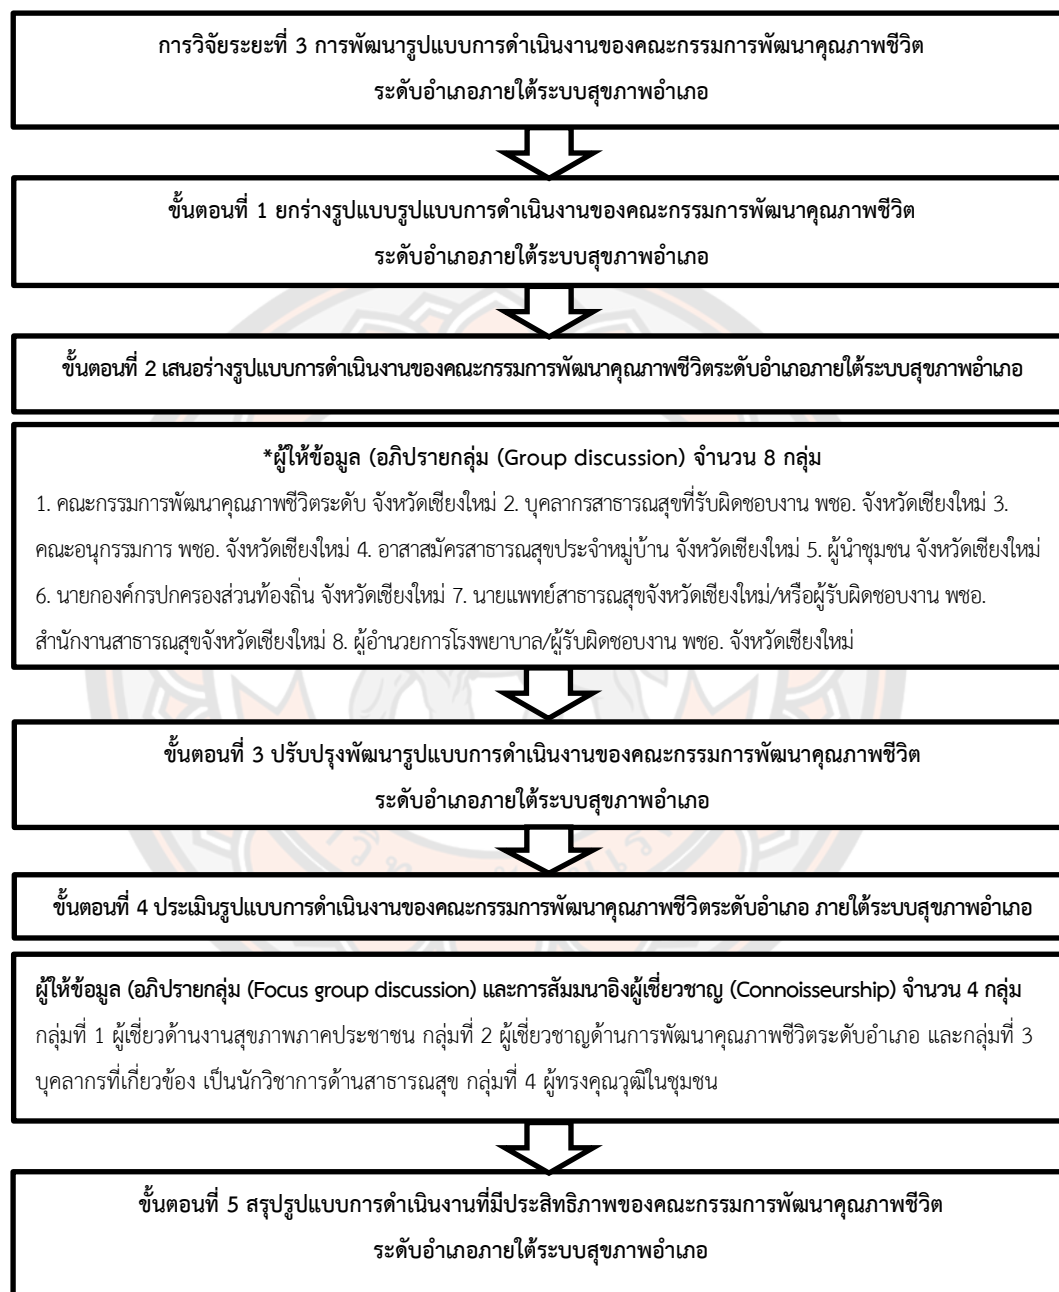 การวิจัยระยะที่ 3 การพัฒนารูปแบบการดำเนินงานของคณะกรรมการพัฒนาคุณภาพชีวิต
ระดับอำเภอภายใต้ระบบสุขภาพอำเภอ
ขั้นตอนที่ 1 ยกร่างรูปแบบรูปแบบการดำเนินงานของคณะกรรมการพัฒนาคุณภาพชีวิต
ระดับอำเภอภายใต้ระบบสุขภาพอำเภอ
ขั้นตอนที่ 2 เสนอร่างรูปแบบการดำเนินงานของคณะกรรมการพัฒนาคุณภาพชีวิตระดับอำเภอภายใต้ระบบสุขภาพอำเภอ
*ผู้ให้ข้อมูล (อภิปรายกลุ่ม (Group discussion) จำนวน 8 กลุ่ม
1. คณะกรรมการพัฒนาคุณภาพชีวิตระดับ จังหวัดเชียงใหม่ 2. บุคลากรสาธารณสุขที่รับผิดชอบงาน พชอ. จังหวัดเชียงใหม่ 3.
คณะอนุกรรมการ พชอ. จังหวัดเชียงใหม่ 4. อาสาสมัครสาธารณสุขประจำหมู่บ้าน จังหวัดเชียงใหม่ 5. ผู้นำชุมชน จังหวัดเชียงใหม่
6. นายกองค์กรปกครองส่วนท้องถิ่น จังหวัดเชียงใหม่ 7. นายแพทย์สาธารณสุขจังหวัดเชียงใหม่/หรือผู้รับผิดชอบงาน พชอ.
สำนักงานสาธารณสุขจังหวัดเชียงใหม่ 8. ผู้อำนวยการโรงพยาบาล/ผู้รับผิดชอบงาน พชอ. จังหวัดเชียงใหม่
ขั้นตอนที่ 3 ปรับปรุงพัฒนารูปแบบการดำเนินงานของคณะกรรมการพัฒนาคุณภาพชีวิต
ระดับอำเภอภายใต้ระบบสุขภาพอำเภอ
ขั้นตอนที่ 4 ประเมินรูปแบบการดำเนินงานของคณะกรรมการพัฒนาคุณภาพชีวิตระดับอำเภอ ภายใต้ระบบสุขภาพอำเภอ
ผู้ให้ข้อมูล (อภิปรายกลุ่ม (Focus group discussion) และการสัมมนาอิงผู้เชี่ยวชาญ (Connoisseurship) จำนวน 4 กลุ่ม
กลุ่มที่ 1 ผู้เชี่ยวด้านงานสุขภาพภาคประชาชน กลุ่มที่ 2 ผู้เชี่ยวชาญด้านการพัฒนาคุณภาพชีวิตระดับอำเภอ และกลุ่มที่ 3
บุคลากรที่เกี่ยวข้อง เป็นนักวิชาการด้านสาธารณสุข กลุ่มที่ 4 ผู้ทรงคุณวุฒิในชุมชน
ขั้นตอนที่ 5 สรุปรูปแบบการดำเนินงานที่มีประสิทธิภาพของคณะกรรมการพัฒนาคุณภาพชีวิต
ระดับอำเภอภายใต้ระบบสุขภาพอำเภอ